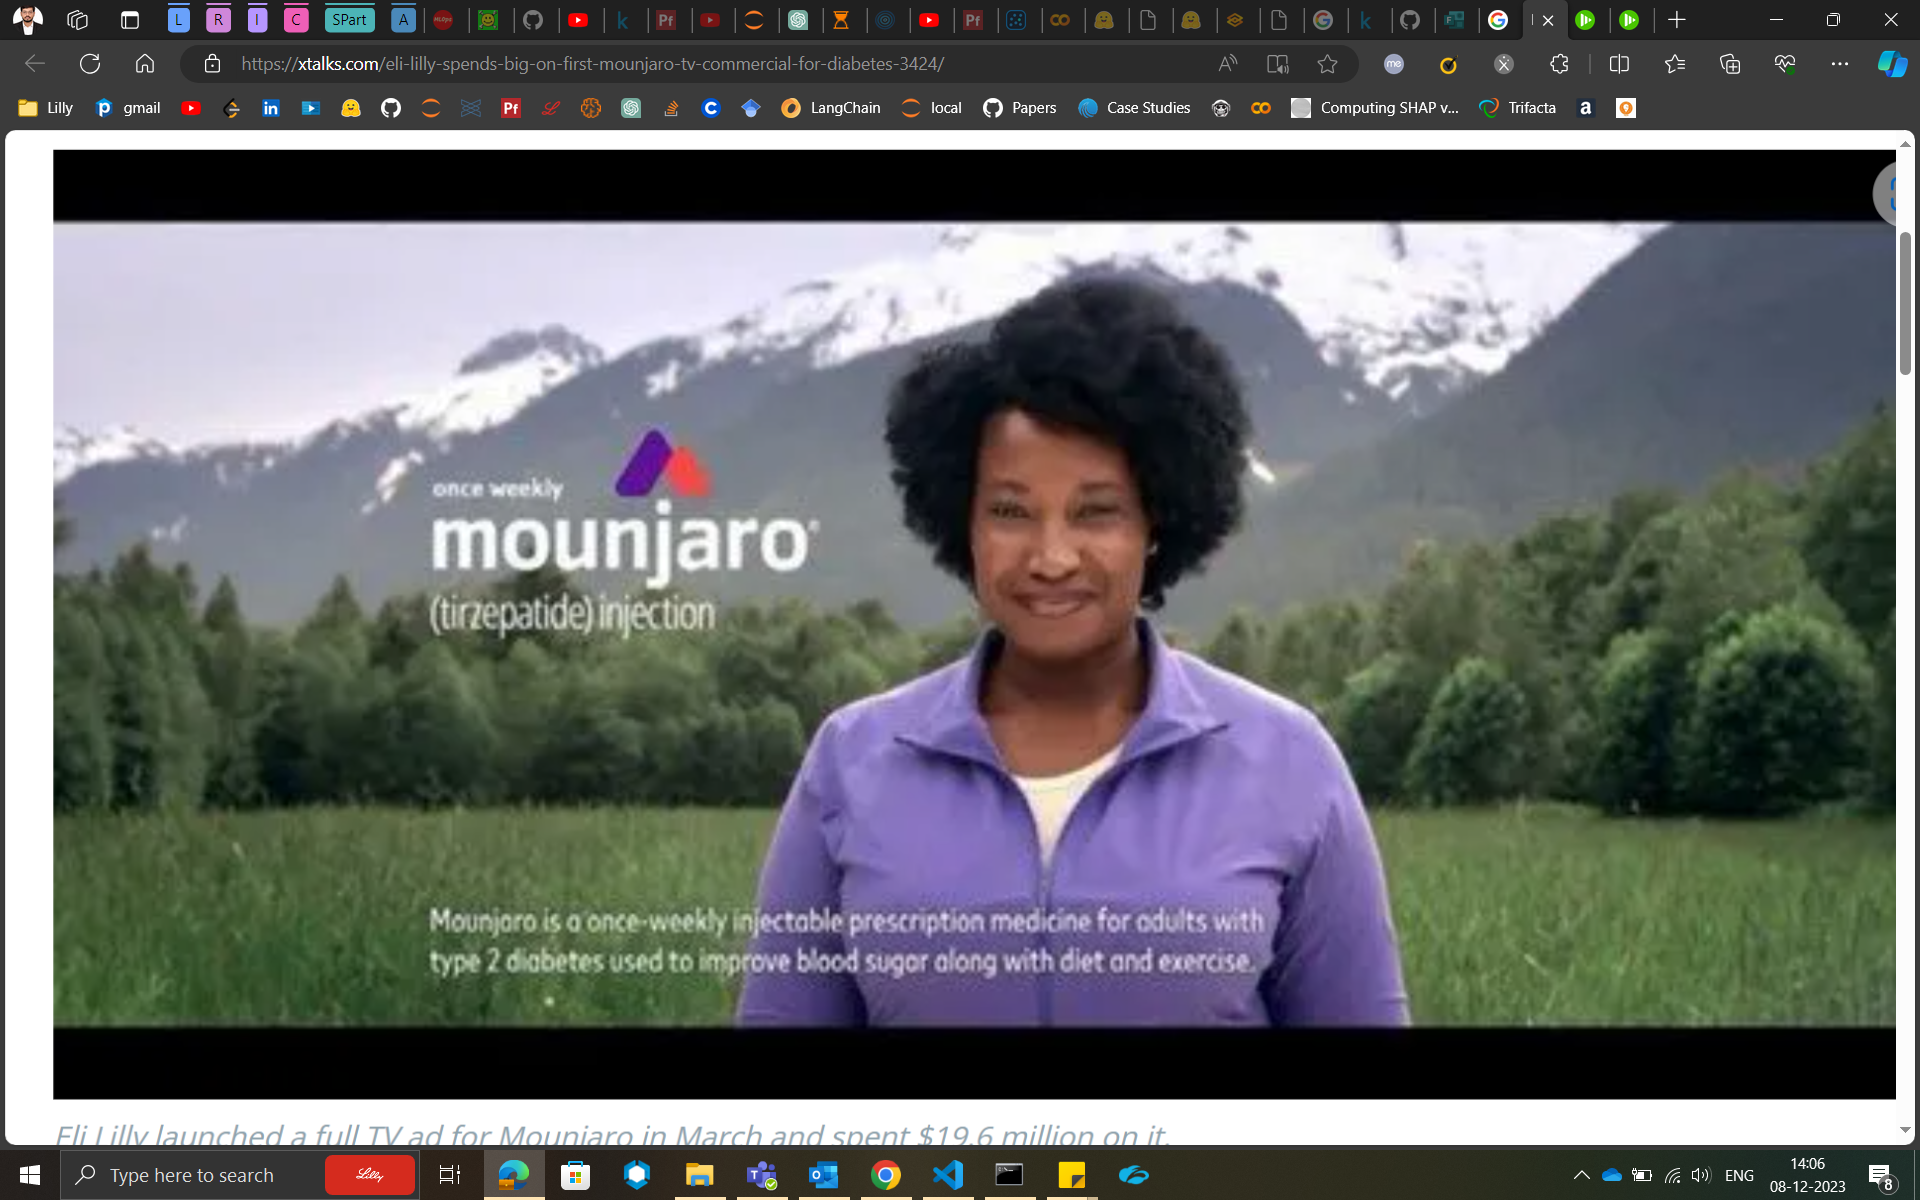 L
R
I
C
SPart
A
https://xtalks.com/eli-lilly-spends-big-on-first-mounjaro-tv-commercial-for-diabetes-3424/
Lilly
gmail
LangChain
local
Papers
Case Studies
Computing SHAP v...
Trifacta
once weekly
mounjaro
(tirzepatide) injection
Mounjaro is a once-weekly injectable prescription medicine for adults with
type 2 diabetes used to improve blood sugar along with diet and exercise.
Eli Lilly launched a full TV ad for Mounjaro in March and spent $19.6 million on it.
Type here to search
Lilly
ENG
14:06
08-12-2023
8